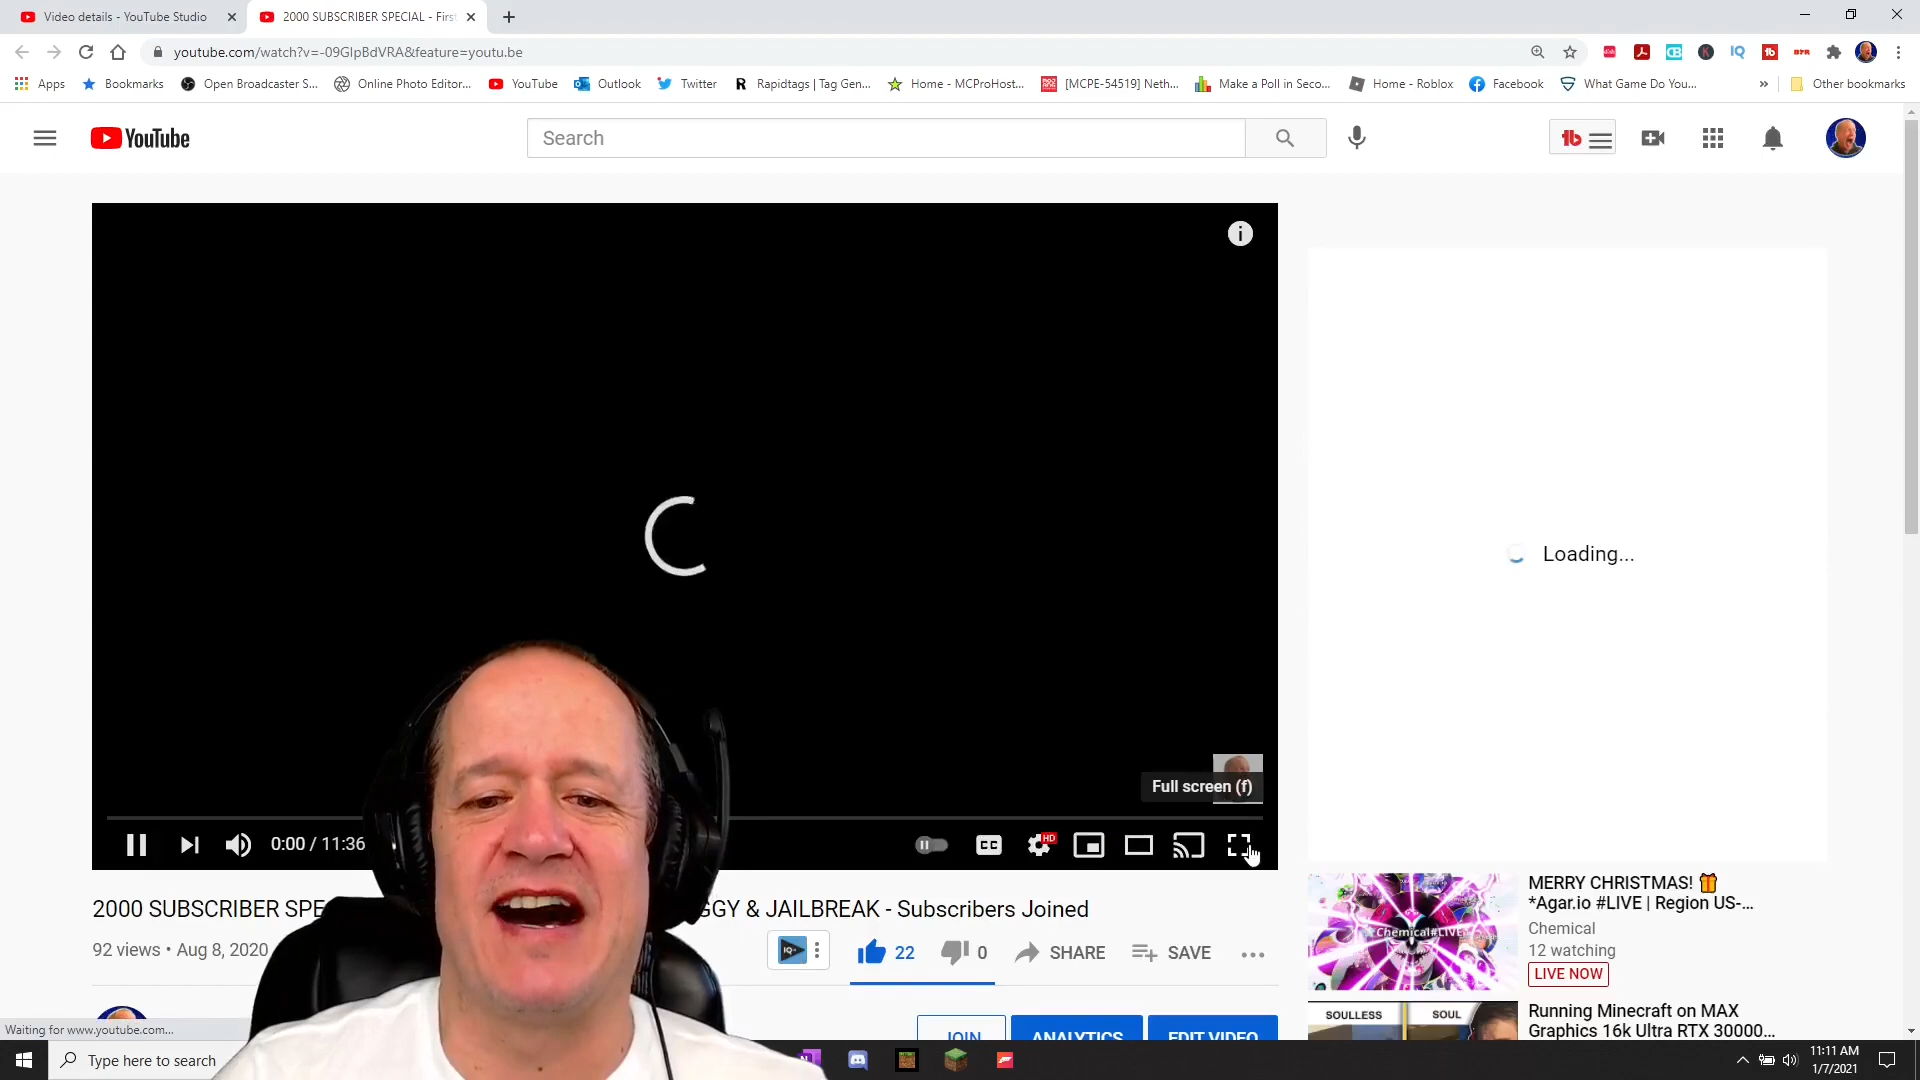 Video details - YouTube Studio
2000 SUBSCRIBER SPECIAL - First
youtube.com/watch?v=-09GlpBdVRA&feature=youtu.be
Apps
Bookmarks
Open Broadcaster S...
Online Photo Editor...
YouTube
Outlook
Twitter
Rapidtags | Tag Gen...
Home - MCProHost...
[MCPE-54519] Neth...
Make a Poll in Seco...
Home - Roblox
Facebook
What Game Do You...
»
Other bookmarks
YouTube
Search
Loading...
Full screen (f)
0:00 / 11:36
CC
HD
2000 SUBSCRIBER SPE
GGY & JAILBREAK - Subscribers Joined
92 views • Aug 8, 2020
22
0
SHARE
SAVE
JOIN
ANALYTICS
EDIT VIDEO
Chemical#LIVE
MERRY CHRISTMAS!
*Agar.io #LIVE | Region US-...
Chemical
12 watching
LIVE NOW
SOULLESS
SOUL
Running Minecraft on MAX
Graphics 16k Ultra RTX 30000...
Waiting for www.youtube.com...
Type here to search
11:11 AM
1/7/2021